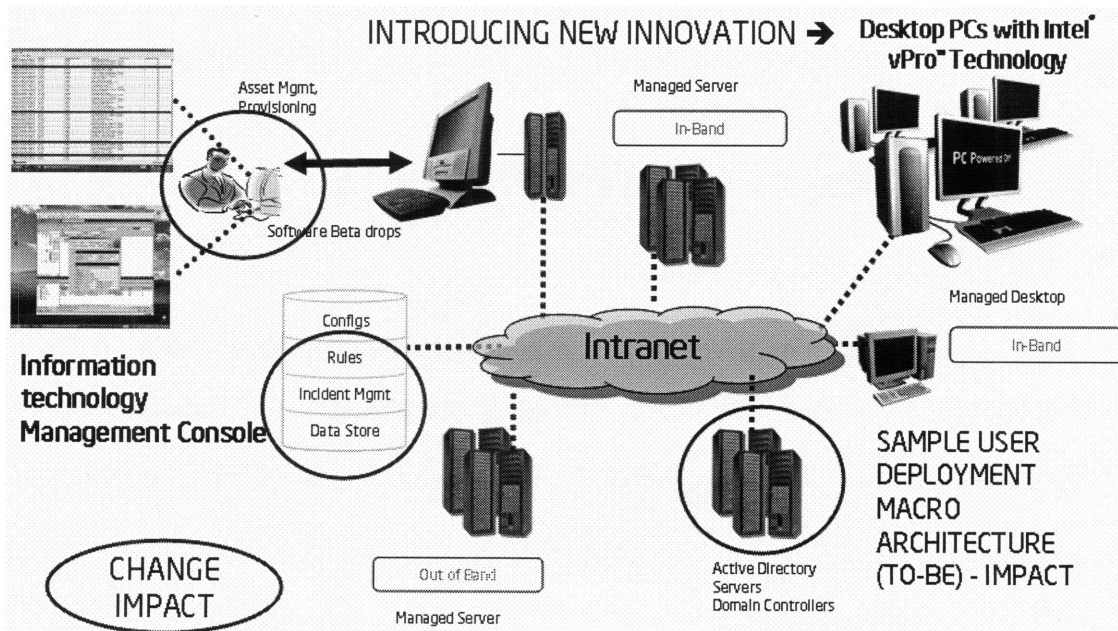 INTRODUCING NEW INNOVATION → Desktop PCs with Intel®
vPro™ Technology
Asset Mgmt,
Provisioning
Managed Server
In-Band
PC Powered
Software Beta drops
Managed Desktop
In-Band
Configs
Rules
Incident Mgmt
Data Store
Intranet
Information
technology
Management Console
SAMPLE USER
DEPLOYMENT
MACRO
ARCHITECTURE
(TO-BE) - IMPACT
CHANGE
IMPACT
Out of Band
Managed Server
Active Directory
Servers
Domain Controllers